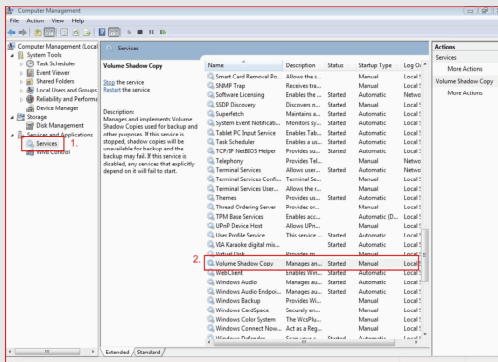 Computer Management
File Action View Help
Computer Management (Local
System Tools
Task Scheduler
Event Viewer
Shared Folders
Local Users and Groups
Reliability and Performa
Device Manager
Storage
Disk Management
Services and Applications
Services
1.
WMI Control
Services
Volume Shadow Copy
Stop the service
Restart the service
Description:
Manages and implements Volume
Shadow Copies used for backup and
other purposes. If this service is
stopped, shadow copies will be
unavailable for backup and the
backup may fail. If this service is
disabled, any services that explicitly
depend on it will fail to start.
Name Description Status Startup Type Log On
Smart Card Removal Po... Allows the s... Manual Local S
SNMP Trap Receives tra... Manual Local S
Software Licensing Enables the ... Started Automatic Netwo
SSDP Discovery Discovers n... Started Manual Local S
Superfetch Maintains a... Started Automatic Local S
System Event Notificati... Monitors sy... Started Automatic Local S
Tablet PC Input Service Enables Tab... Started Automatic Local S
Task Scheduler Enables a us... Started Automatic Local S
TCP/IP NetBIOS Helper Provides su... Started Automatic Local S
Telephony Provides Tel... Manual Netwo
Terminal Services Allows user... Started Automatic Netwo
Terminal Services Confi... Terminal Se... Manual Local S
Terminal Services User... Allows the r... Manual Local S
Themes Provides us... Started Automatic Local S
Thread Ordering Server Provides or... Manual Local S
TPM Base Services Enables acc... Automatic (D... Local S
UPnP Device Host Allows UPn... Manual Local S
User Profile Service This service ... Started Automatic Local S
VIA Karaoke digital mis... Started Automatic Local S
Virtual Disk Provides m... Manual Local S
2.
Volume Shadow Copy Manages an... Started Manual Local S
WebClient Enables Win... Started Automatic Local S
Windows Audio Manages au... Started Automatic Local S
Windows Audio Endpoi... Manages au... Started Automatic Local S
Windows Backup Provides Wi... Manual Local S
Windows CardSpace Securely en... Manual Local S
Windows Color System The WcsPlu... Manual Local S
Windows Connect Now... Act as a Reg... Manual Local S
Windows Defender Scan your c... Started Automatic Local S
Extended Standard
Actions
Services
More Actions
Volume Shadow Copy
More Actions